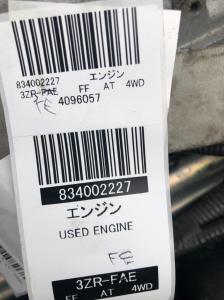 834002227 エンジン
3ZR-FAE FF AT 4WD
FE 4096057
834002227
エンジン
USED ENGINE
FE
3ZR-FAE
FF AT 4WD